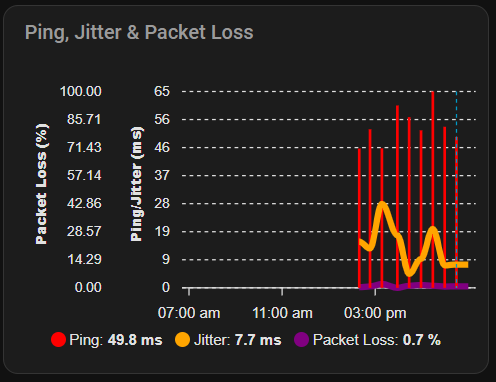 Ping, Jitter & Packet Loss
Packet Loss (%)
100.00
85.71
71.43
57.14
42.86
28.57
14.29
0.00
Ping/Jitter (ms)
65
56
46
37
28
19
9
0
07:00 am
11:00 am
03:00 pm
Ping: 49.8 ms
Jitter: 7.7 ms
Packet Loss: 0.7 %